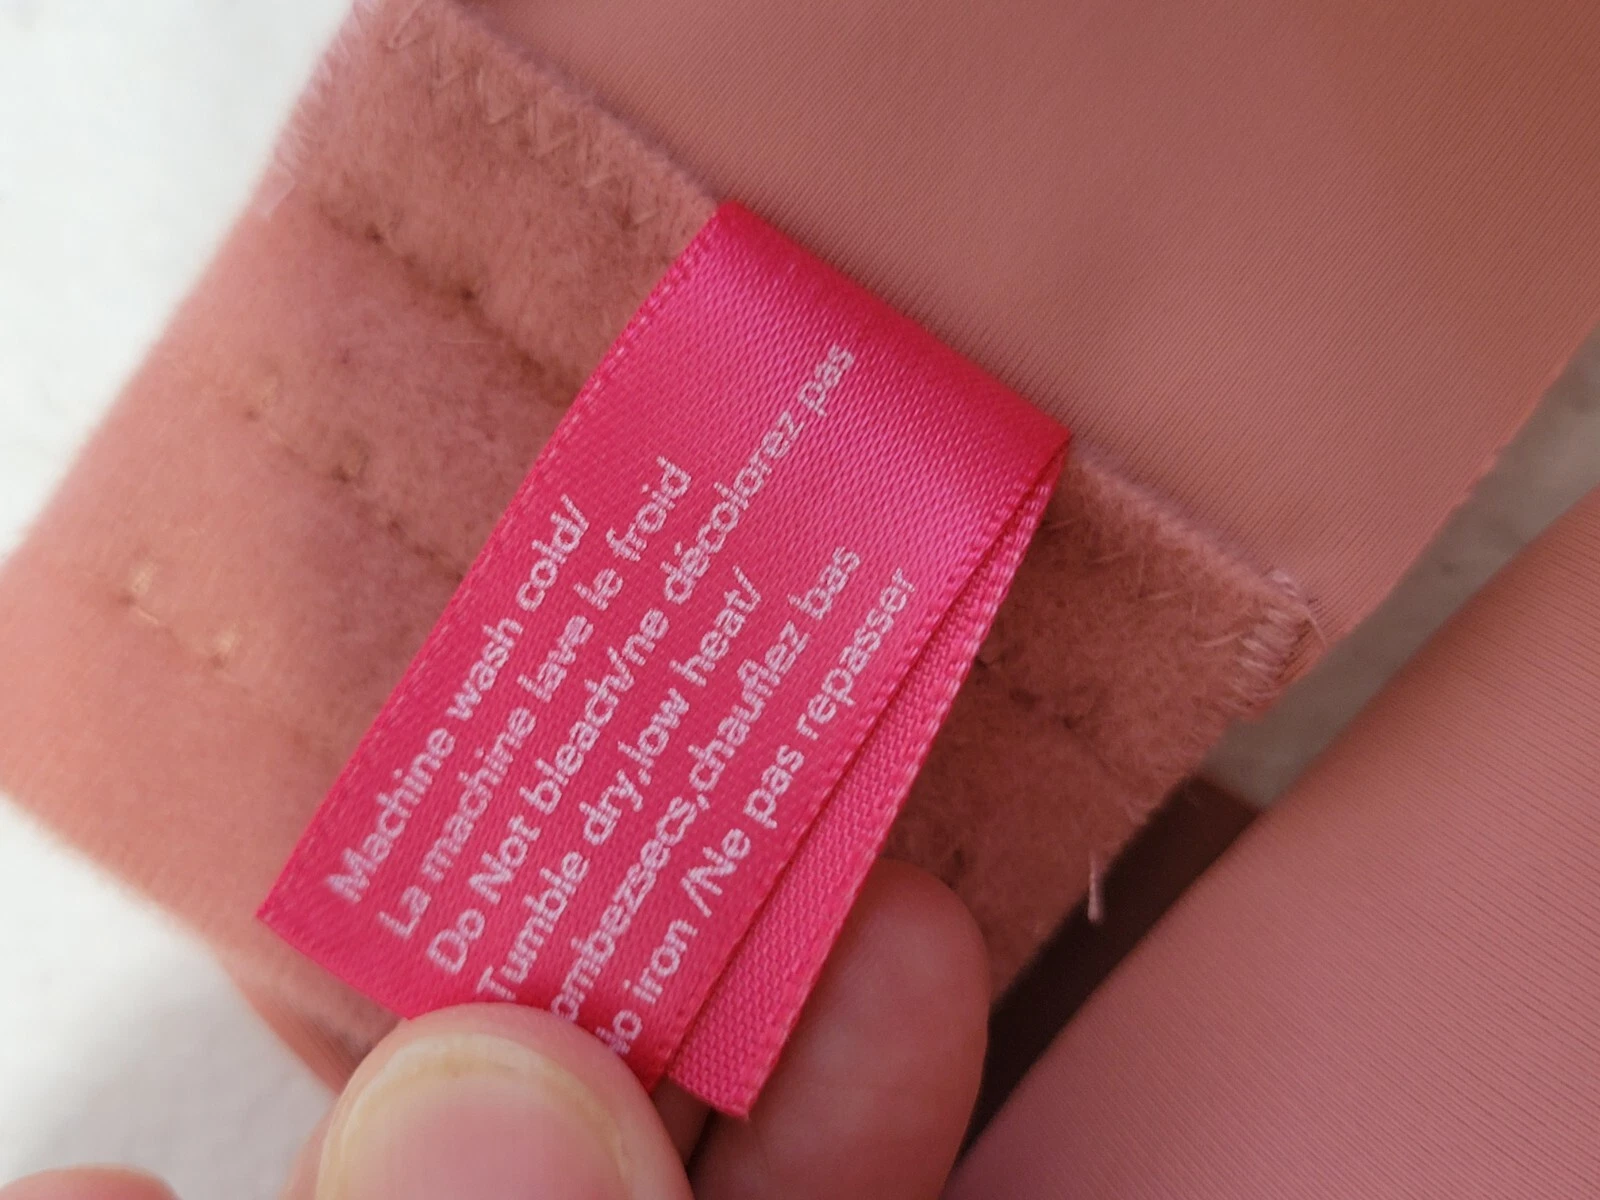 Machine wash cold/
La machine lave le froid
Do Not bleach/ne décolorez pas
Tumble dry,low heat/
ombezsecs,chauffez bas
No iron /Ne pas repasser